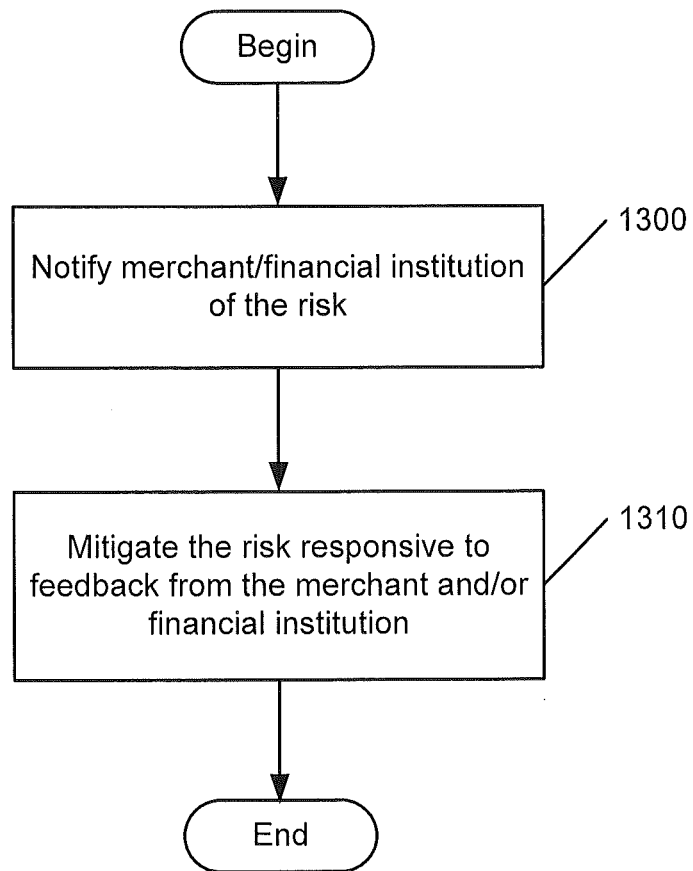 Begin
1300
Notify merchant/financial institution
of the risk
1310
Mitigate the risk responsive to
feedback from the merchant and/or
financial institution
End